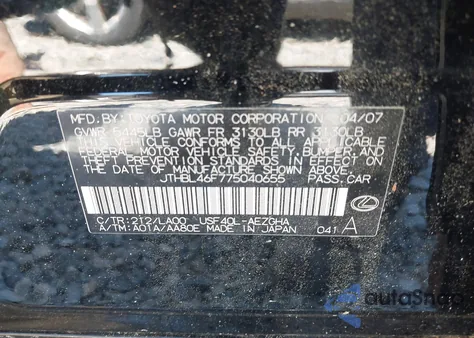 MFD. BY: TOYOTA MOTOR CORPORATION 04/07
GVWR 5445LB GAWR FR 3130LB RR 3130LB
THIS VEHICLE CONFORMS TO ALL APPLICABLE
FEDERAL MOTOR VEHICLE SAFETY, BUMPER, AND
THEFT PREVENTION STANDARDS IN EFFECT ON
THE DATE OF MANUFACTURE SHOWN ABOVE.
JTHBL46F775040655 PASS.CAR
C/TR: 212/LA00 USF40L-AEZGHA
A/TM: A01A/AA80E MADE IN JAPAN 041 A
autoSnap